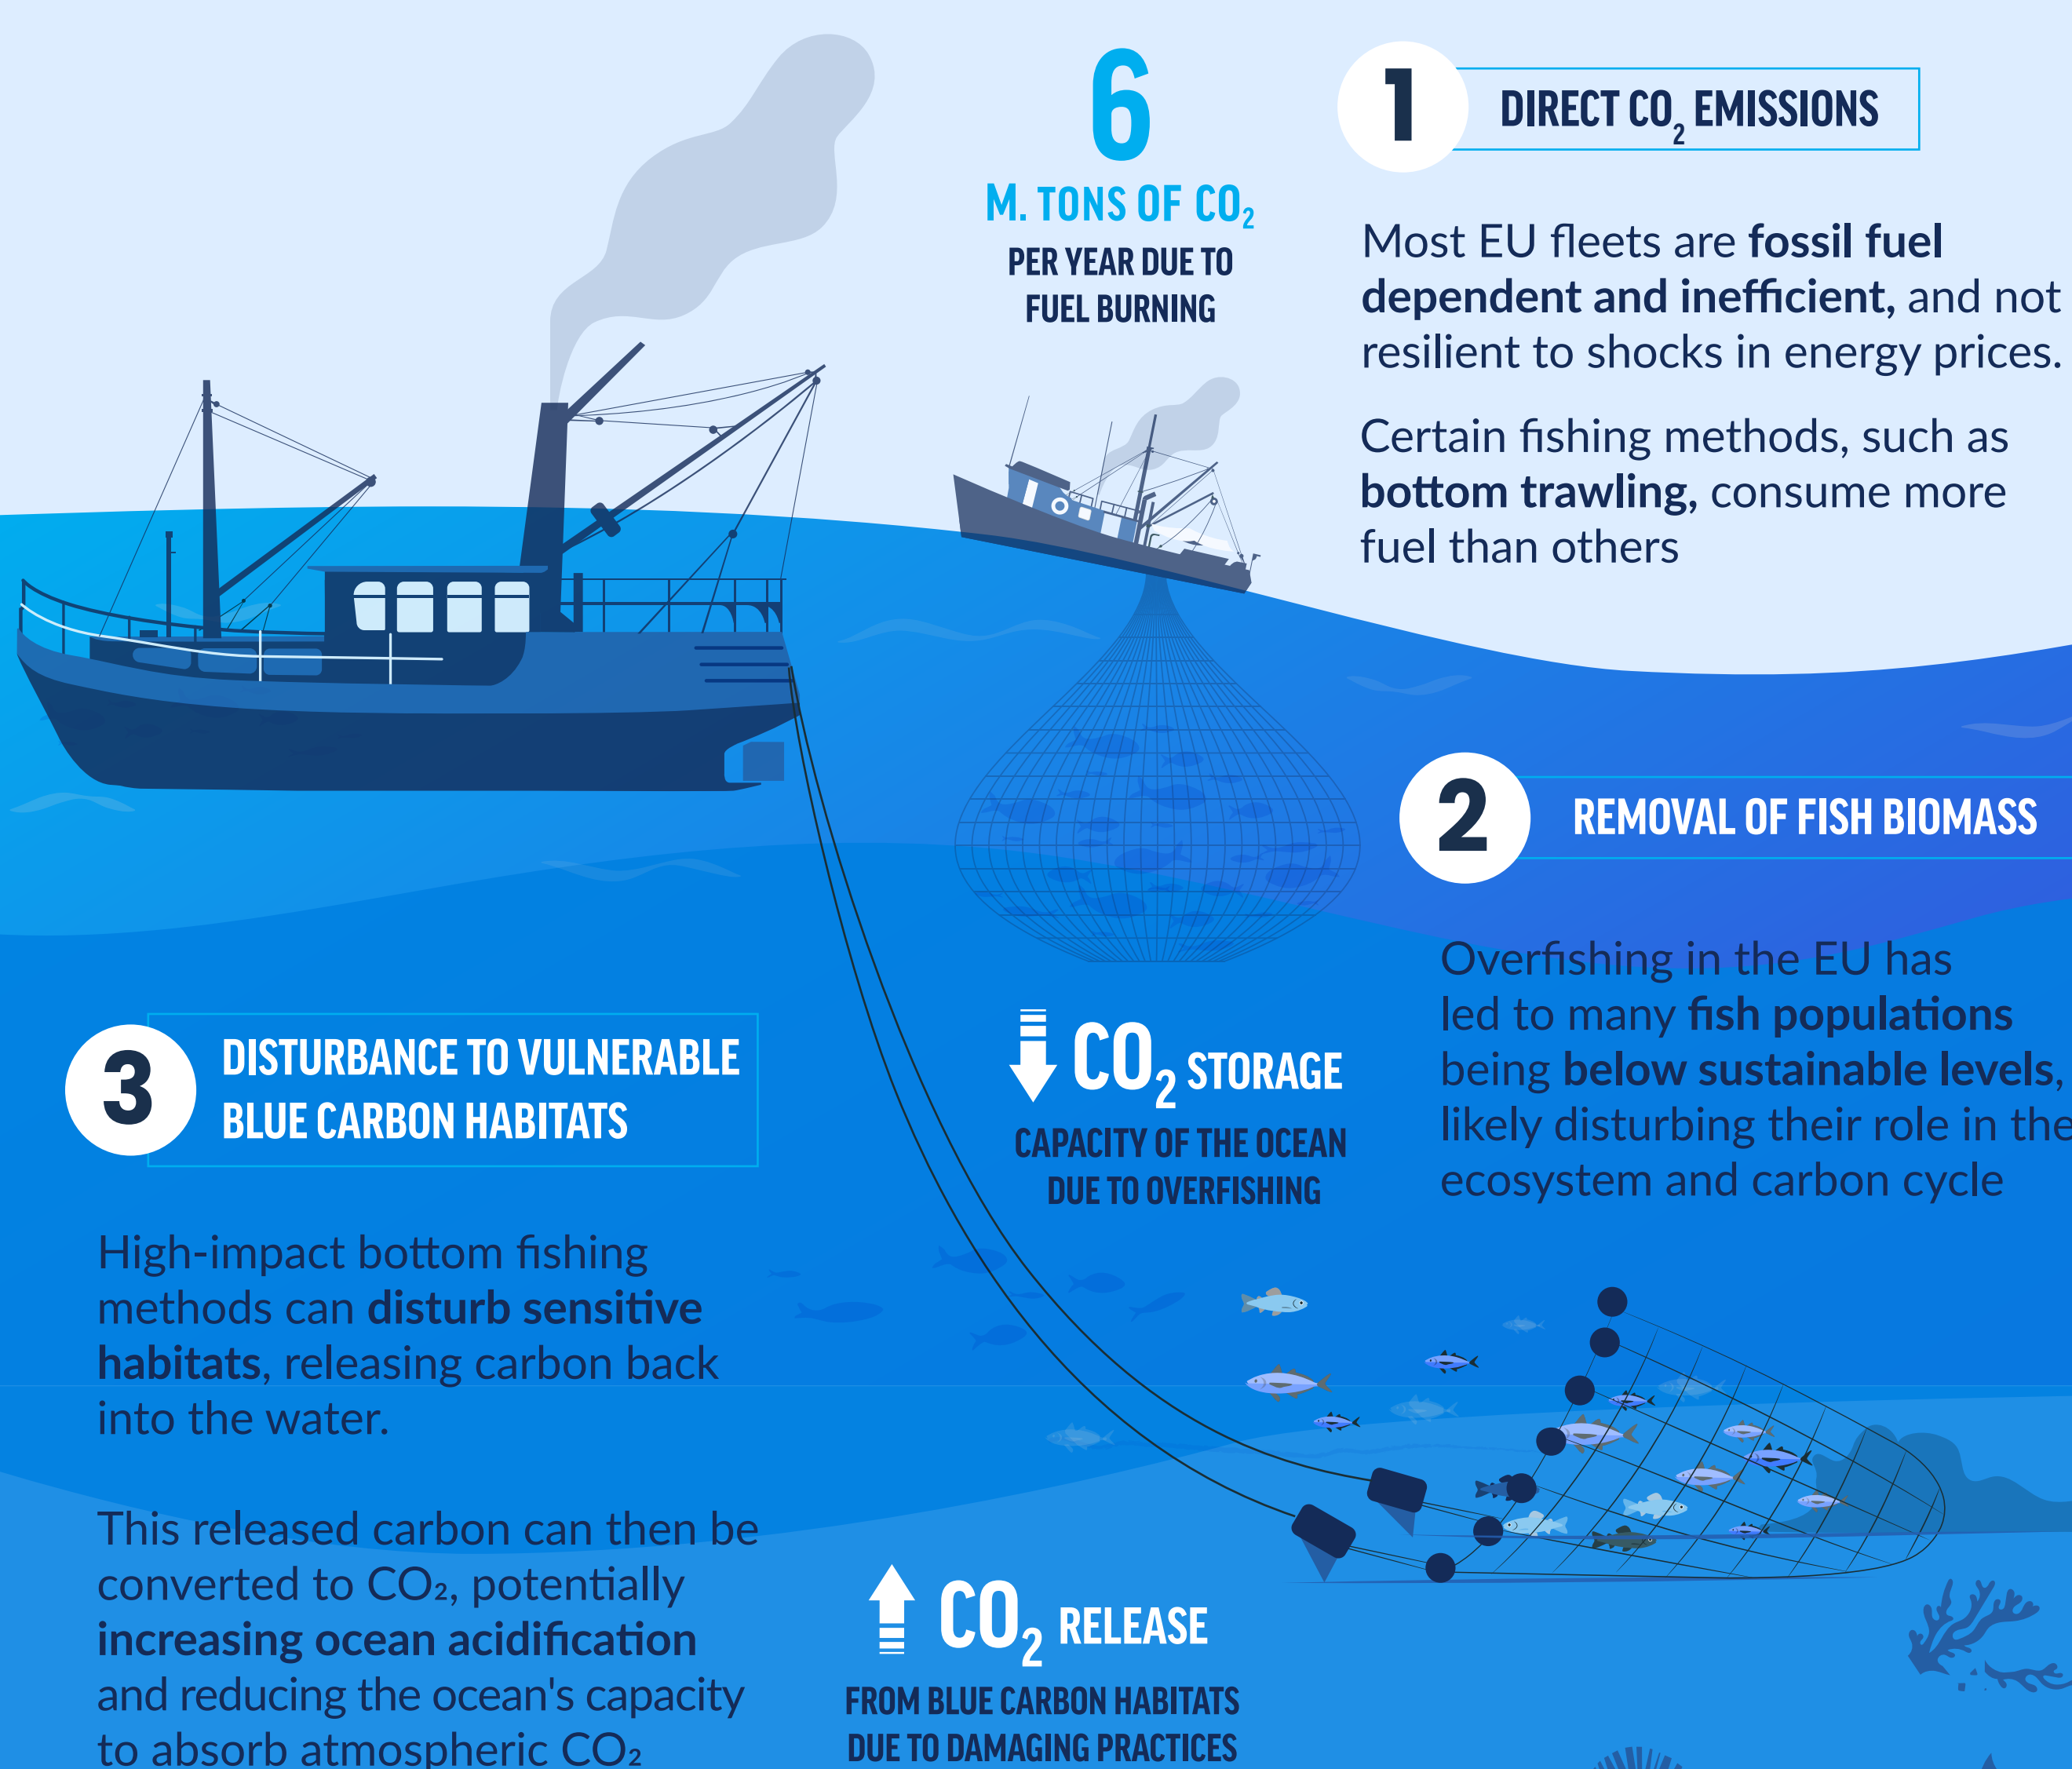 6
M. TONS OF CO₂
PER YEAR DUE TO
FUEL BURNING
1
DIRECT CO₂ EMISSIONS
Most EU fleets are fossil fuel
dependent and inefficient, and not
resilient to shocks in energy prices.
Certain fishing methods, such as
bottom trawling, consume more
fuel than others
2
REMOVAL OF FISH BIOMASS
Overfishing in the EU has
led to many fish populations
being below sustainable levels,
likely disturbing their role in the
ecosystem and carbon cycle
CO₂ STORAGE
CAPACITY OF THE OCEAN
DUE TO OVERFISHING
3
DISTURBANCE TO VULNERABLE
BLUE CARBON HABITATS
High-impact bottom fishing
methods can disturb sensitive
habitats, releasing carbon back
into the water.
This released carbon can then be
converted to CO₂, potentially
increasing ocean acidification
and reducing the ocean's capacity
to absorb atmospheric CO₂
CO₂ RELEASE
FROM BLUE CARBON HABITATS
DUE TO DAMAGING PRACTICES